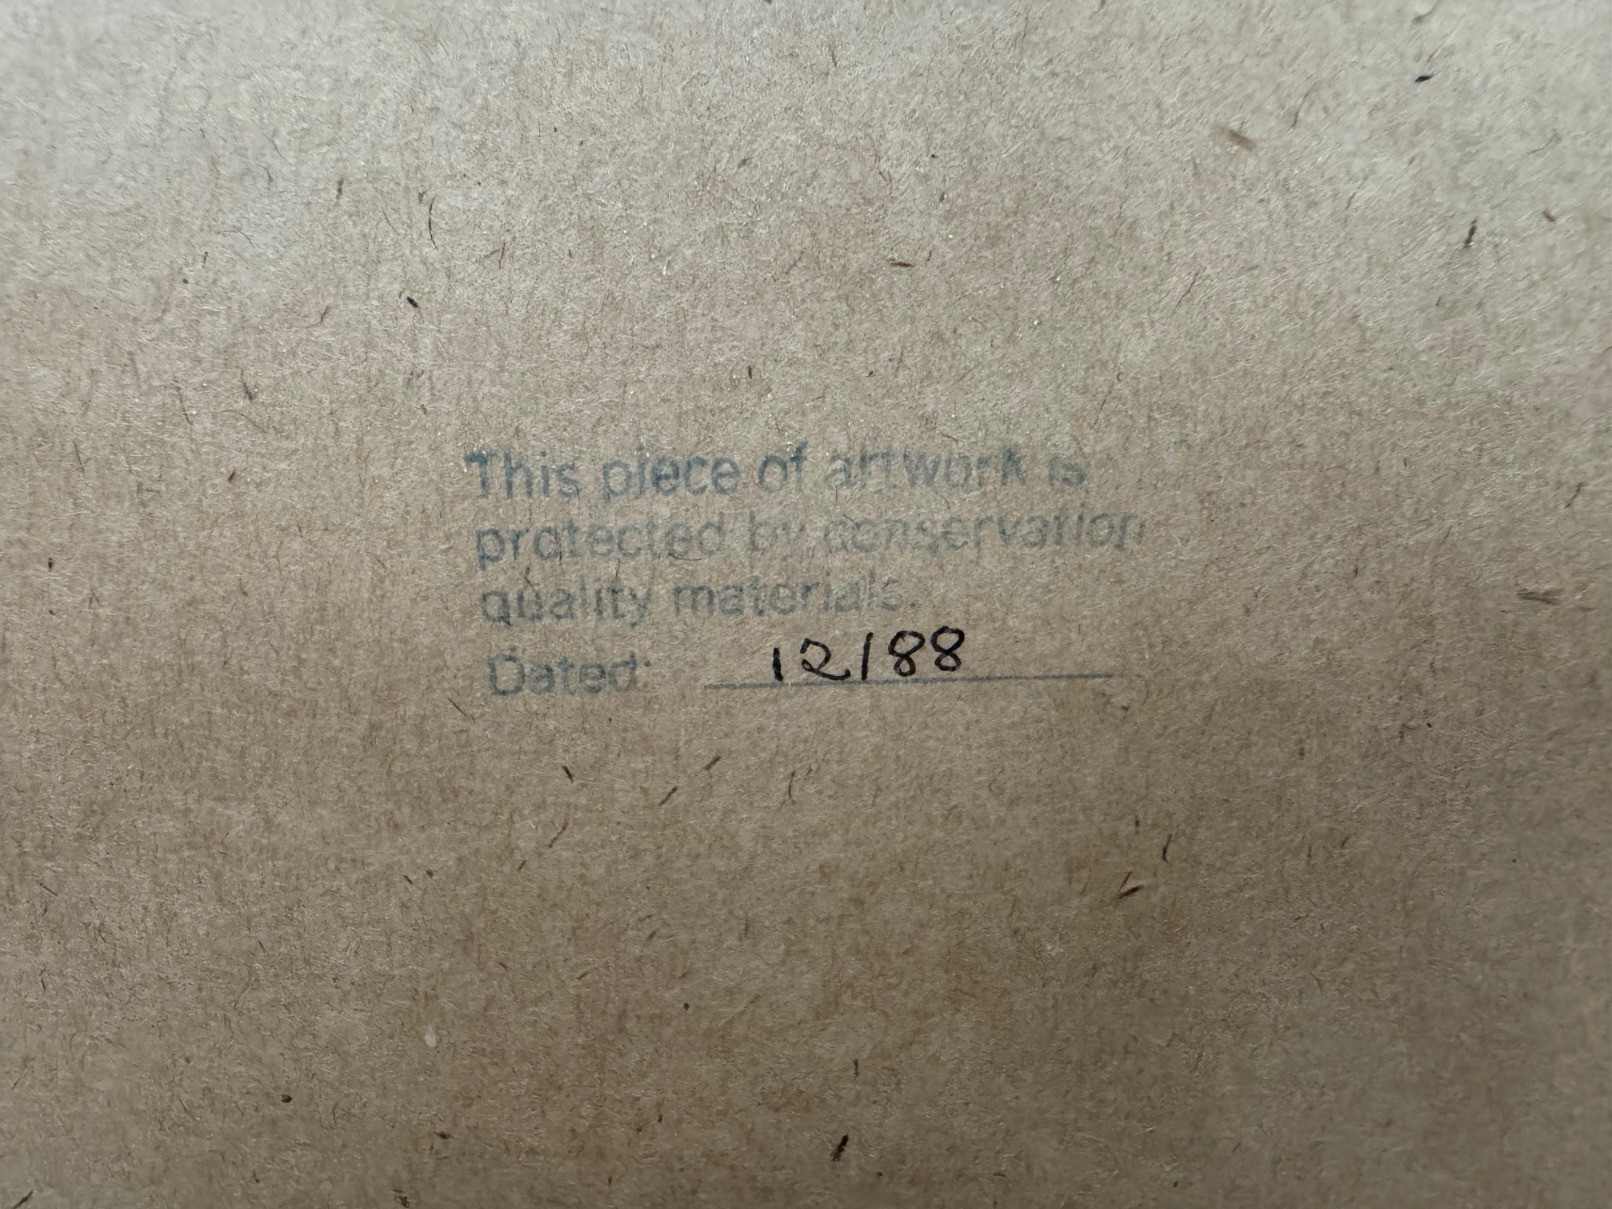 This piece of artwork is
protected by conservation
quality materials.
Dated: 12/88